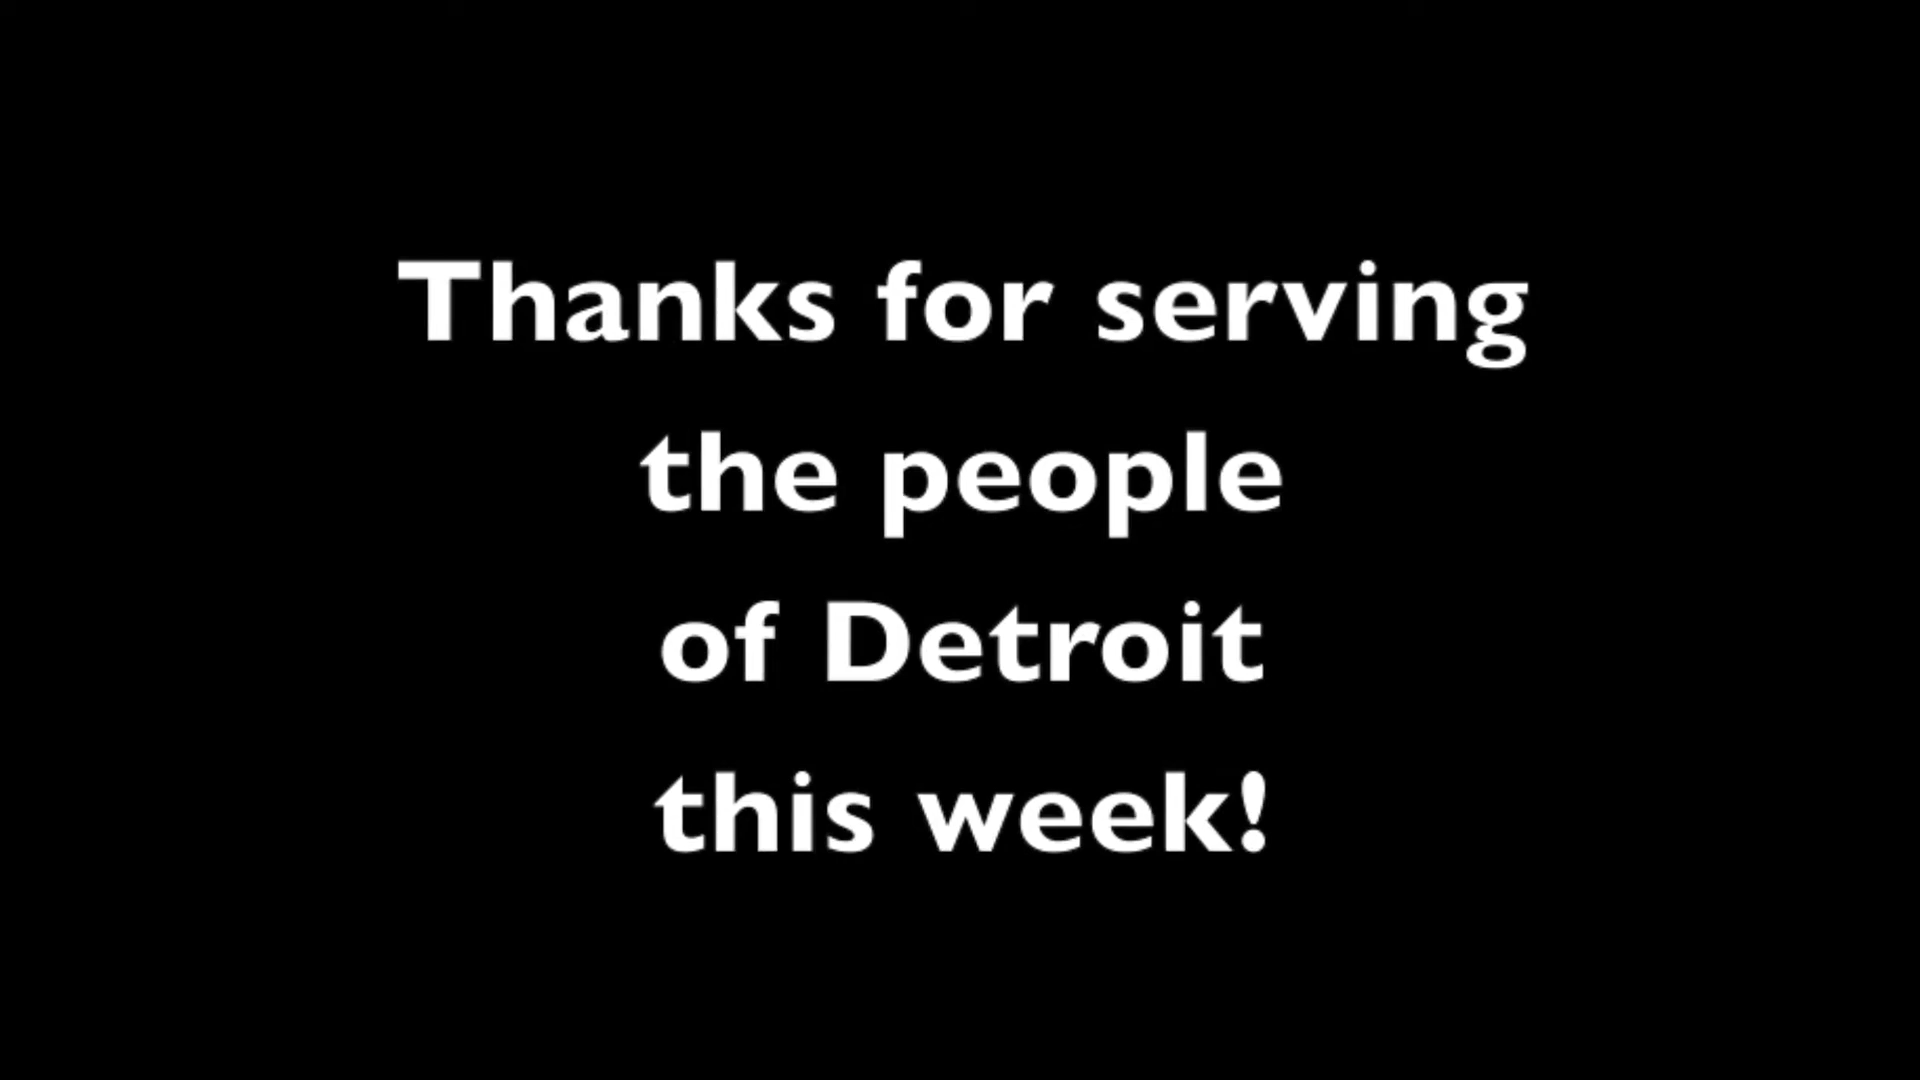 Thanks for serving
the people
of Detroit
this week!